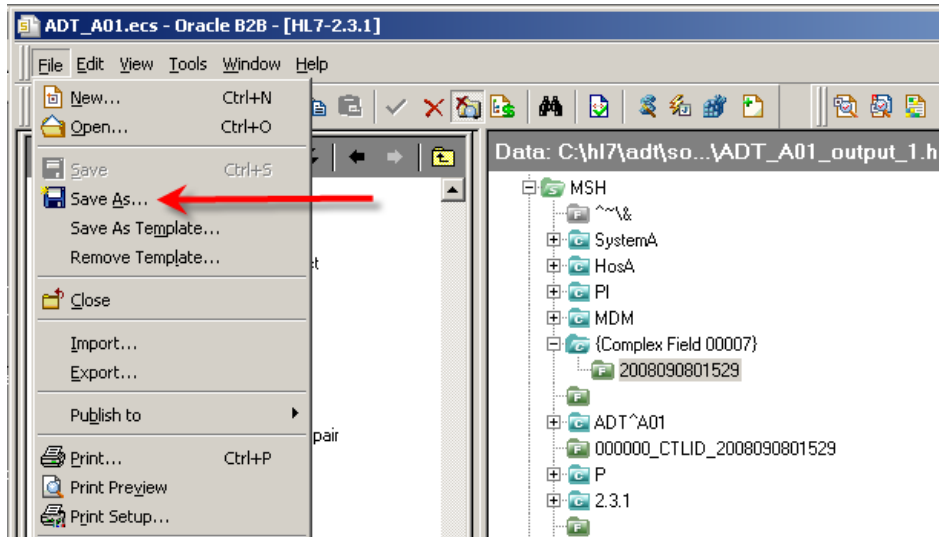 ADT_A01.ecs - Oracle B2B - [HL7-2.3.1]
File Edit View Tools Window Help
New... Ctrl+N
Open... Ctrl+O
Save Ctrl+S
Save As...
Save As Template...
Remove Template...
Close
Import...
Export...
Publish to
Print... Ctrl+P
Print Preview
Print Setup...
pair
Data: C:\hl7\adt\so...\ADT_A01_output_1.h
MSH
^~\&
SystemA
HosA
PI
MDM
{Complex Field 00007}
2008090801529
ADT^A01
000000_CTLID_2008090801529
P
2.3.1